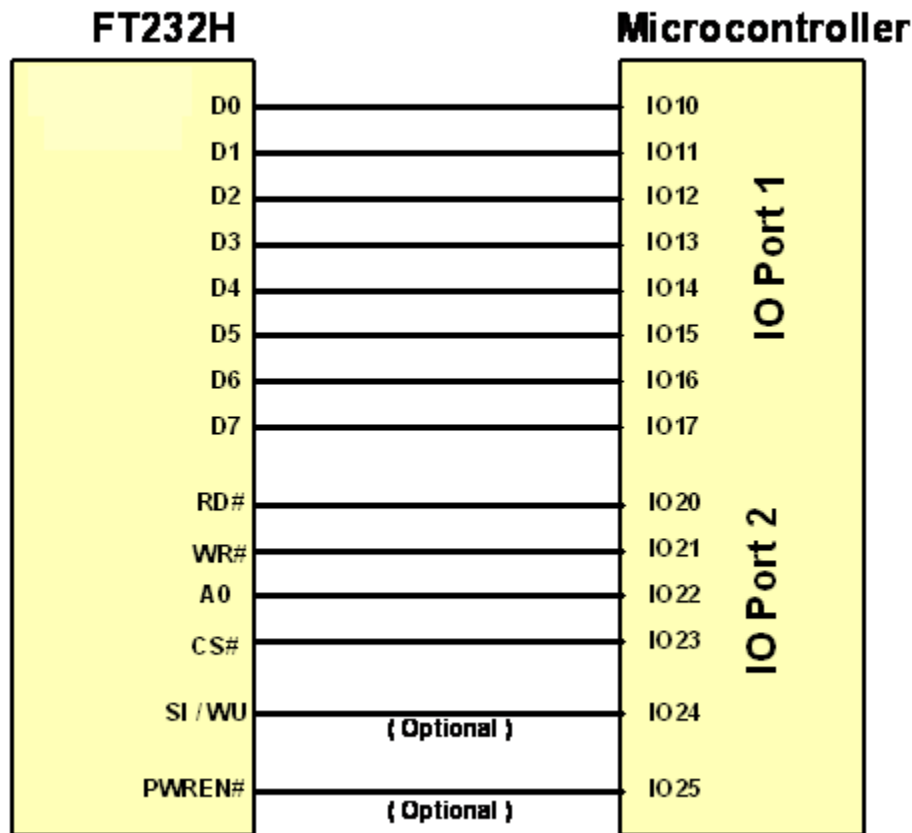 FT232H Microcontroller
D0 IO10
D1 IO11
D2 IO12
D3 IO13
D4 IO14
D5 IO15
D6 IO16
D7 IO17
IO Port 1
RD# IO20
WR# IO21
A0 IO22
CS# IO23
IO Port 2
SI / WU IO24
( Optional )
PWREN# IO25
( Optional )